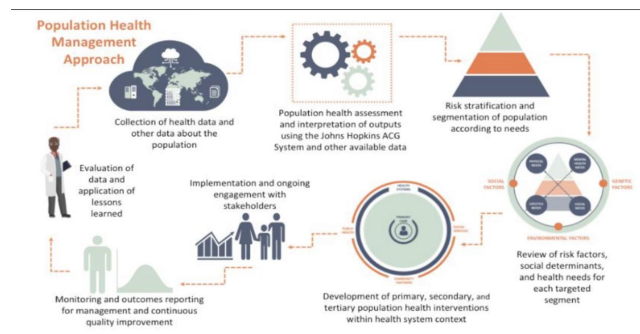 Population Health
Management
Approach
Collection of health data and
other data about the
population
Population health assessment
and interpretation of outputs
using the Johns Hopkins ACG
System and other available data
Risk stratification and
segmentation of population
according to needs
SOCIAL
FACTORS
GENETIC
FACTORS
ENVIRONMENTAL FACTORS
Review of risk factors,
social determinants,
and health needs for
each targeted
segment
Development of primary, secondary, and
tertiary population health interventions
within health system context
Implementation and ongoing
engagement with
stakeholders
Monitoring and outcomes reporting
for management and continuous
quality improvement
Evaluation of
data and
application of
lessons
learned